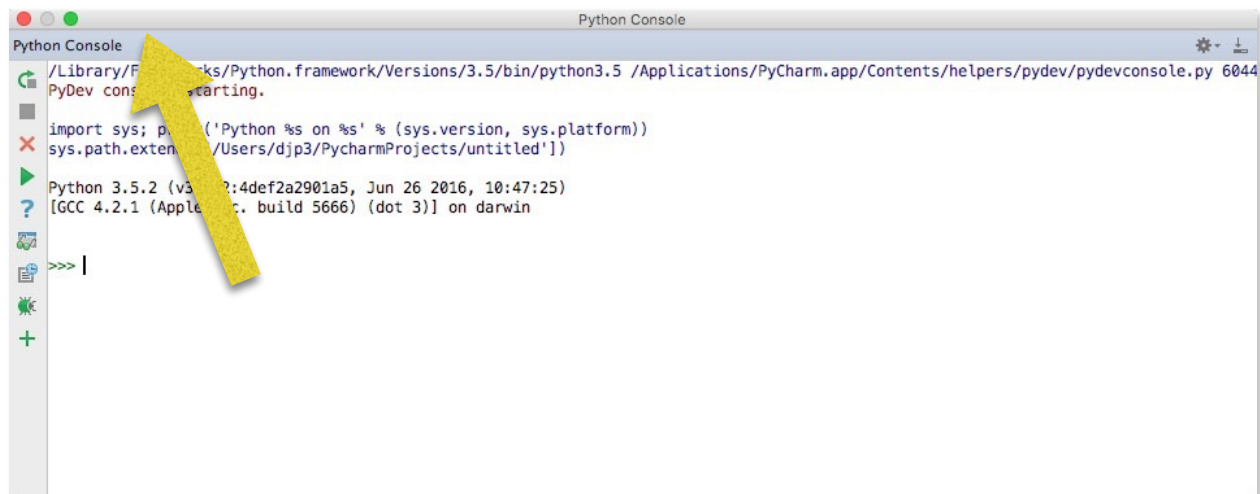 Python Console
Python Console
/Library/F ks/Python.framework/Versions/3.5/bin/python3.5 /Applications/PyCharm.app/Contents/helpers/pydev/pydevconsole.py 6044
PyDev cons tarting.
import sys; p ('Python %s on %s' % (sys.version, sys.platform))
sys.path.exten /Users/djp3/PycharmProjects/untitled'])
Python 3.5.2 (v3 2:4def2a2901a5, Jun 26 2016, 10:47:25)
[GCC 4.2.1 (Apple c. build 5666) (dot 3)] on darwin
>>>